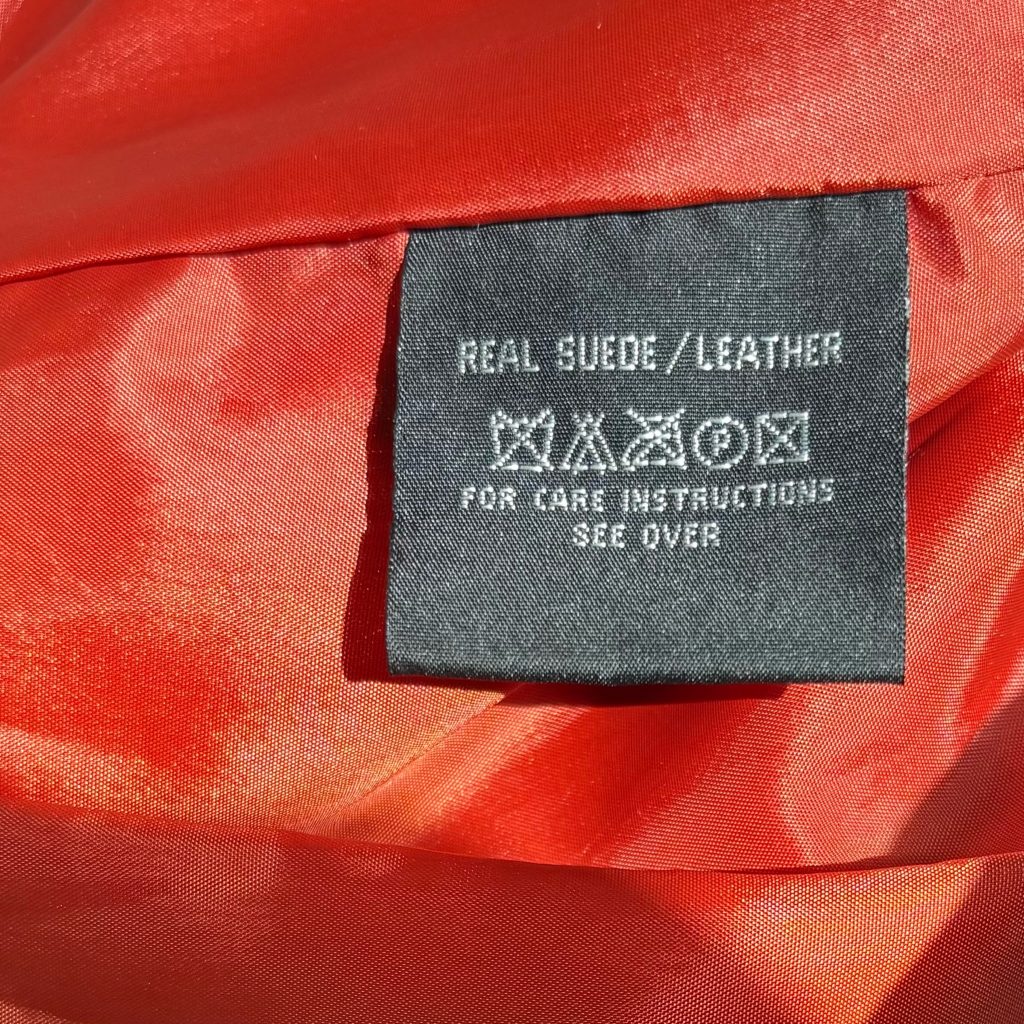 REAL SUEDE/LEATHER
P
FOR CARE INSTRUCTIONS
SEE OVER